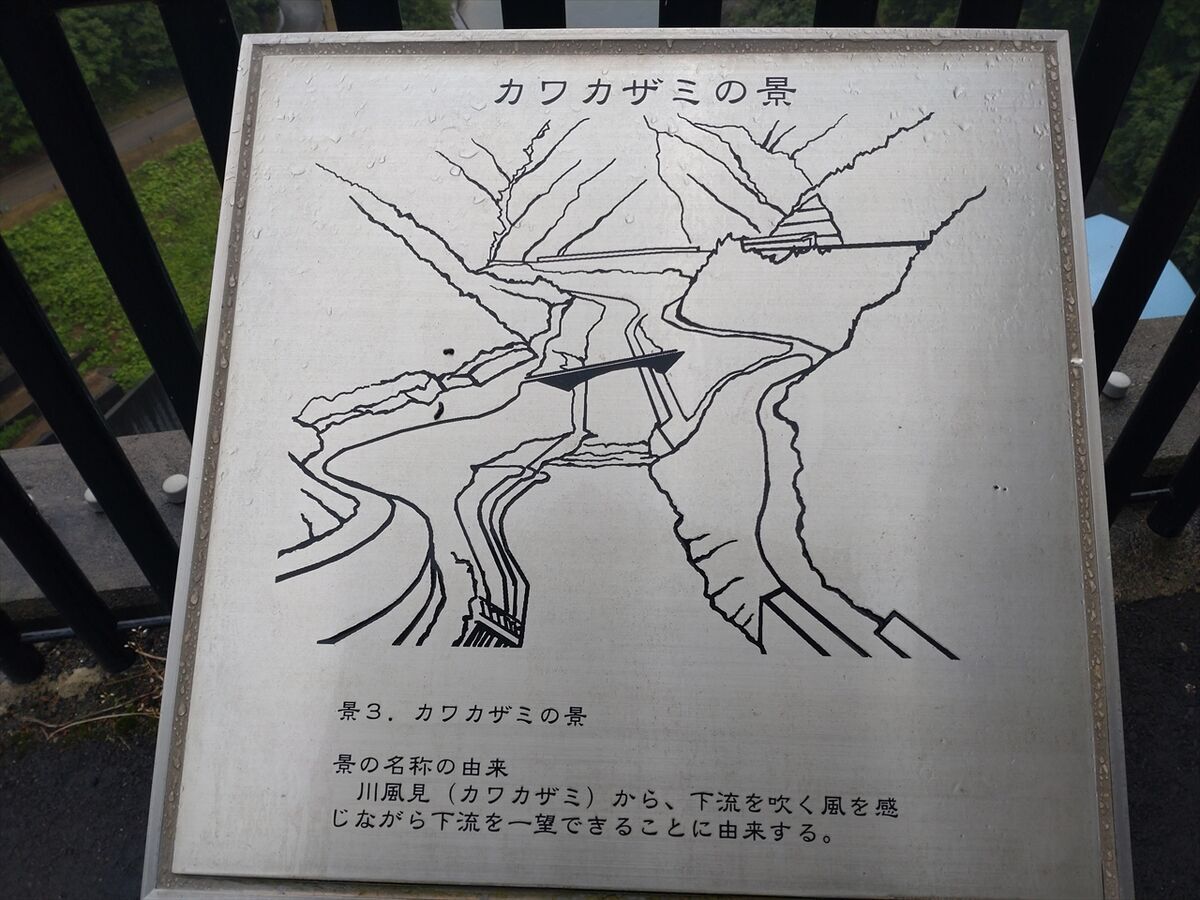 カワカザミの景
景３．カワカザミの景
景の名称の由来
川風見（カワカザミ）から、下流を吹く風を感
じながら下流を一望できることに由来する。